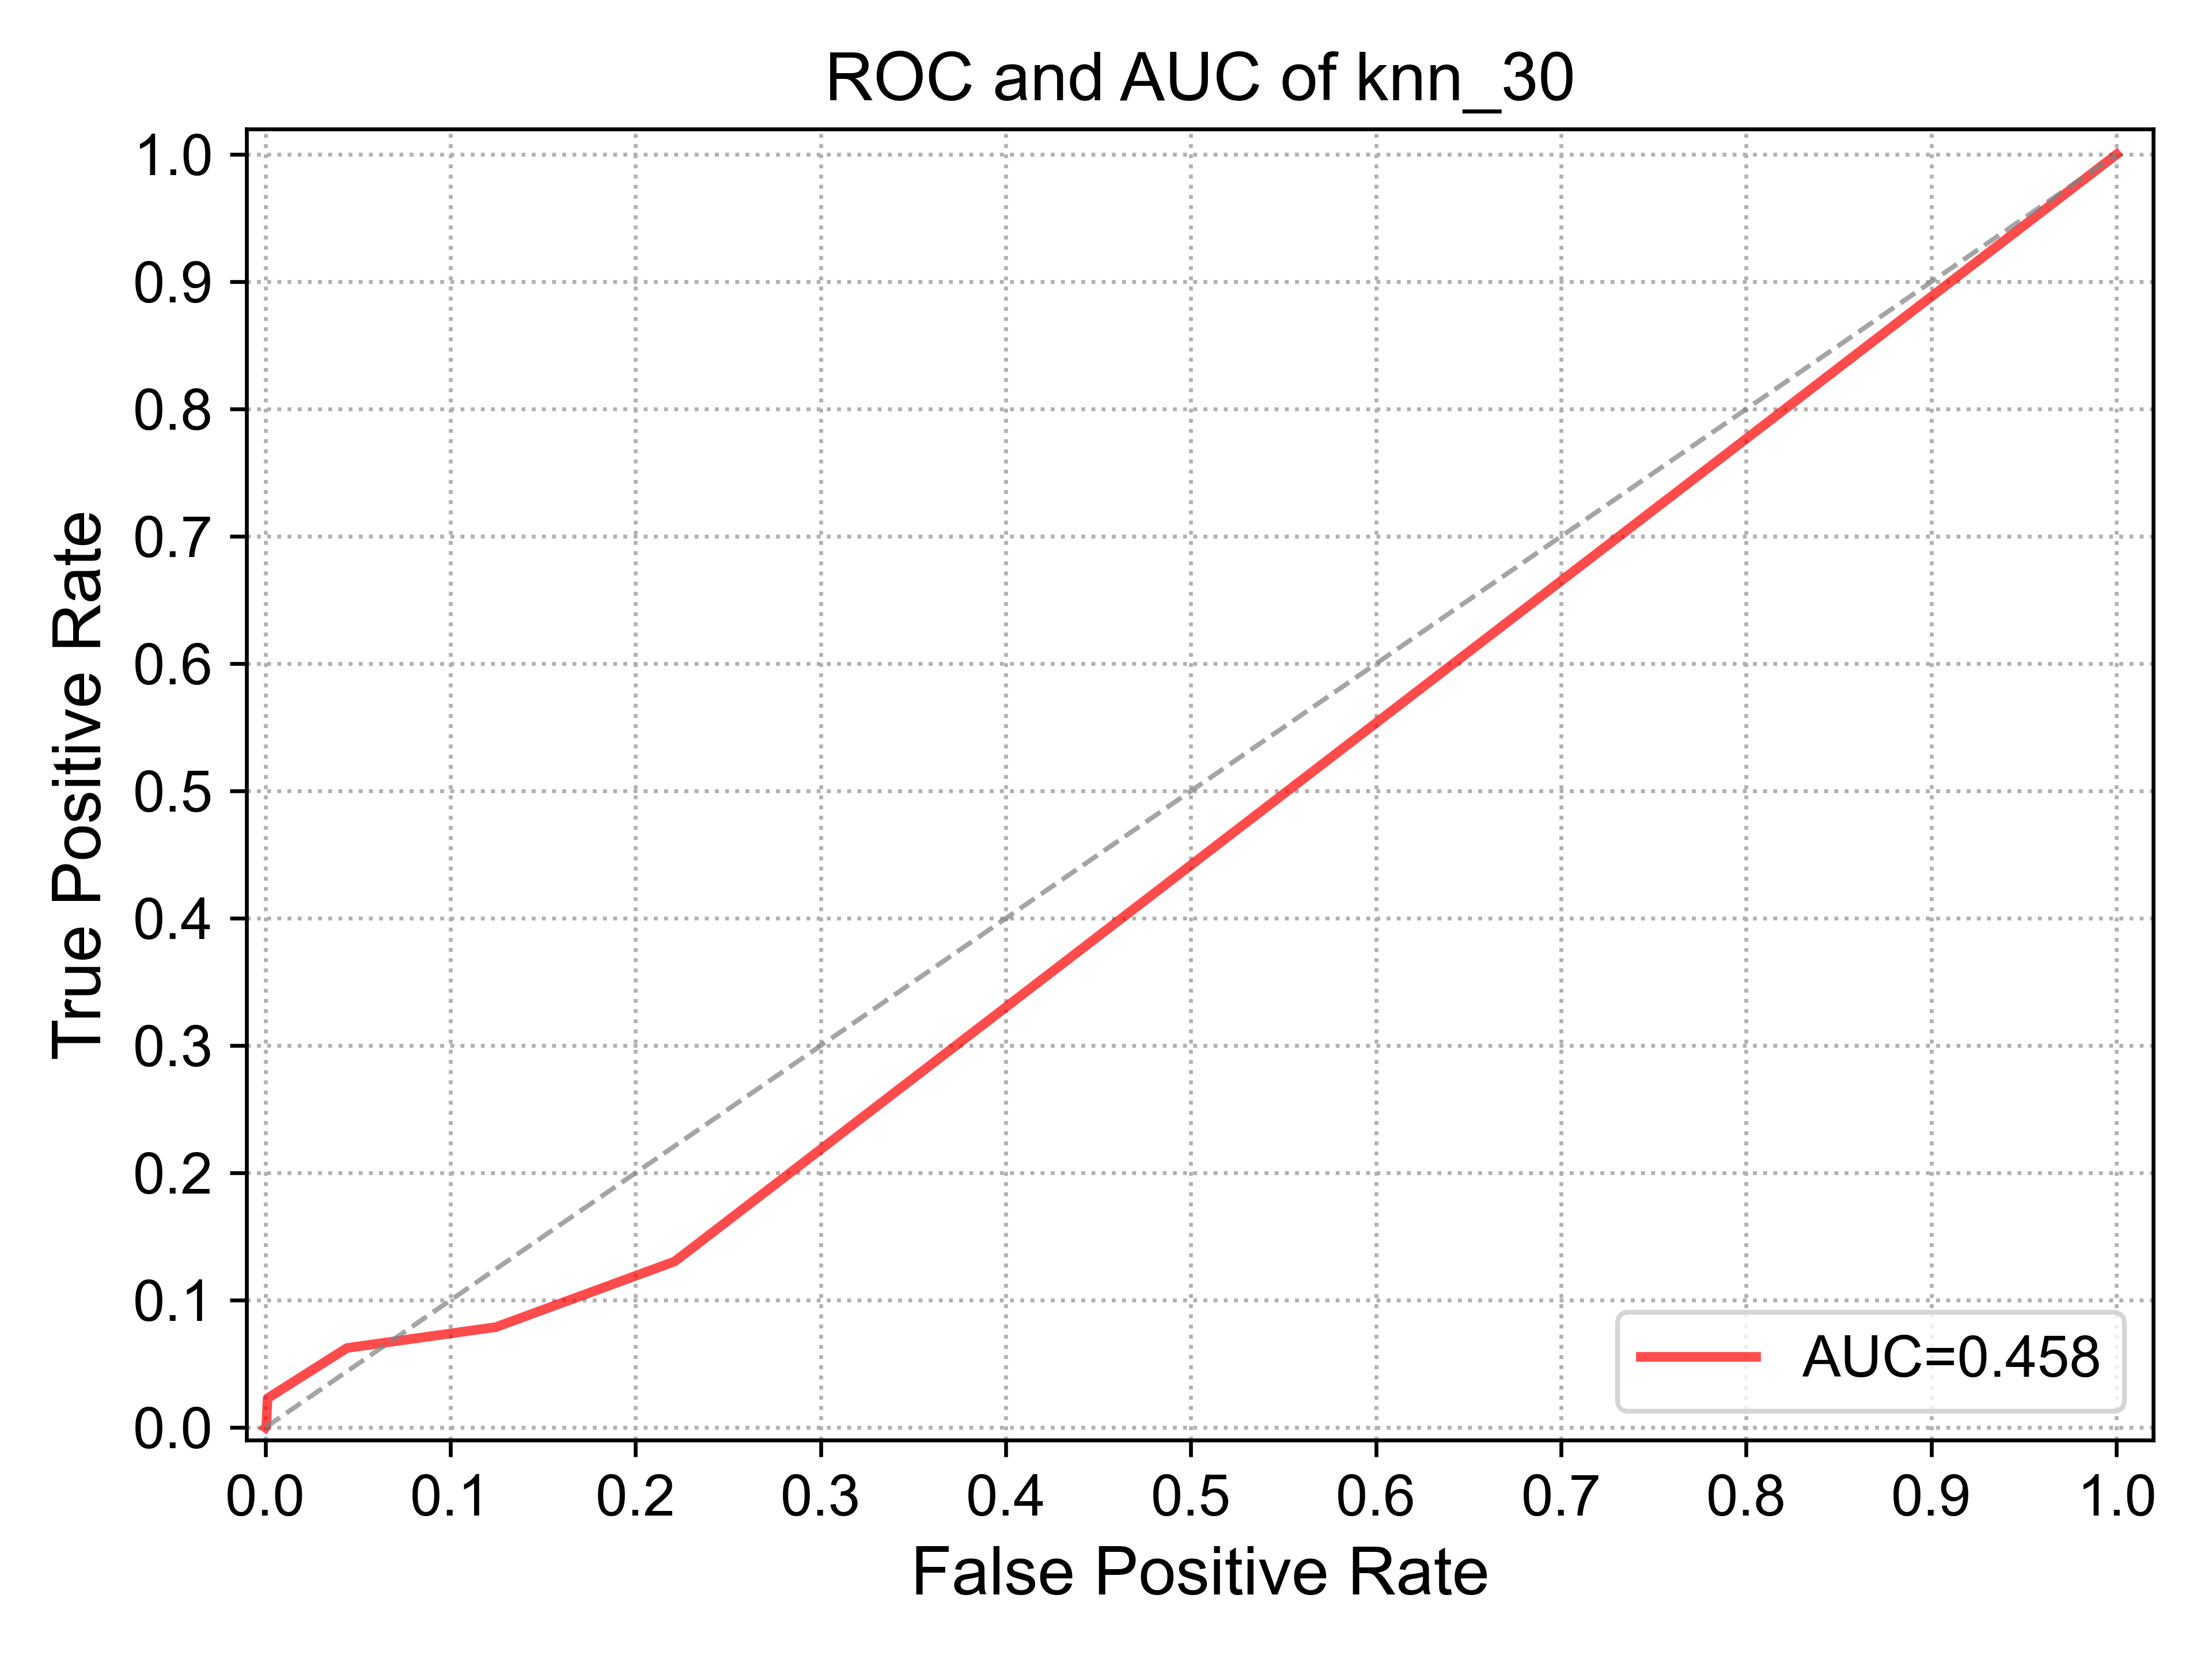 ROC and AUC of knn_30
True Positive Rate
1.0
0.9
0.8
0.7
0.6
0.5
0.4
0.3
0.2
0.1
0.0
AUC=0.458
0.0 0.1 0.2 0.3 0.4 0.5 0.6 0.7 0.8 0.9 1.0
False Positive Rate